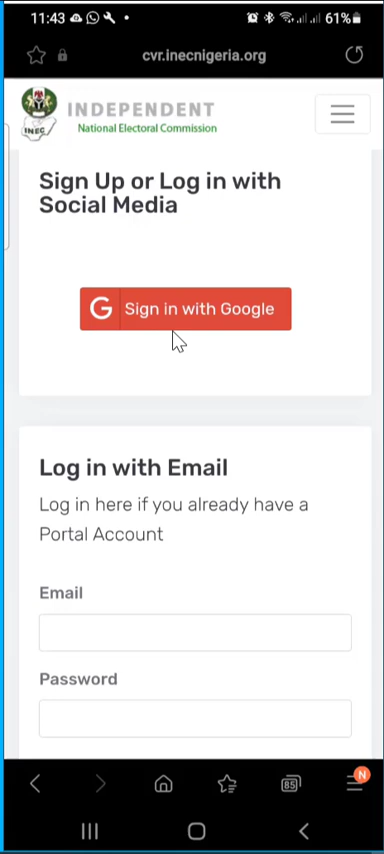 11:43
61%
cvr.inecnigeria.org
INDEPENDENT
National Electoral Commission
INEC
Sign Up or Log in with
Social Media
G Sign in with Google
Log in with Email
Log in here if you already have a
Portal Account
Email
Password
85
N